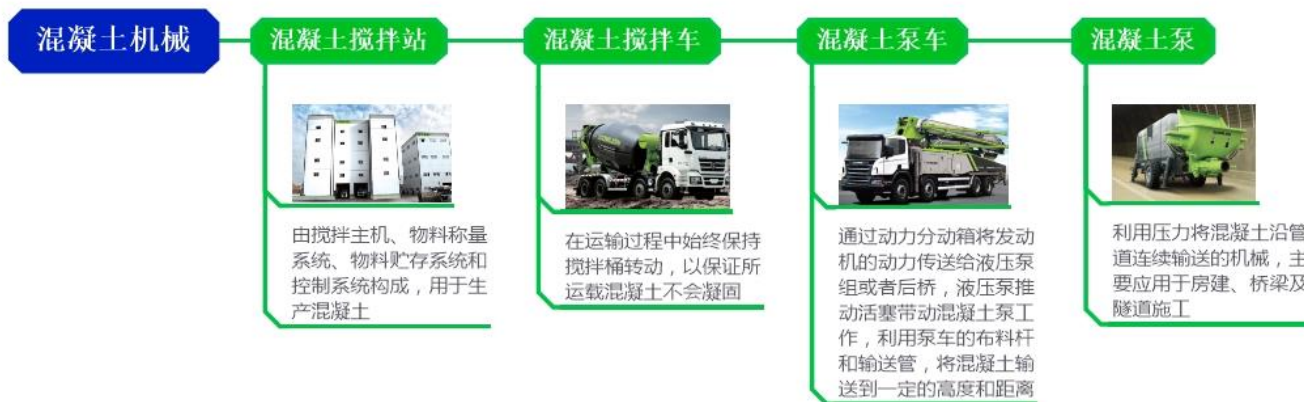 混凝土机械
混凝土搅拌站
混凝土搅拌车
混凝土泵车
混凝土泵
由搅拌主机、物料称量
系统、物料贮存系统和
控制系统构成，用于生
产混凝土
在运输过程中始终保持
搅拌桶转动，以保证所
运载混凝土不会凝固
通过动力分动箱将发动
机的动力传送给液压泵
组或者后桥，液压泵推
动活塞带动混凝土泵工
作，利用泵车的布料杆
和输送管，将混凝土输
送到一定的高度和距离
利用压力将混凝土沿管
道连续输送的机械，主
要应用于房建、桥梁及
隧道施工